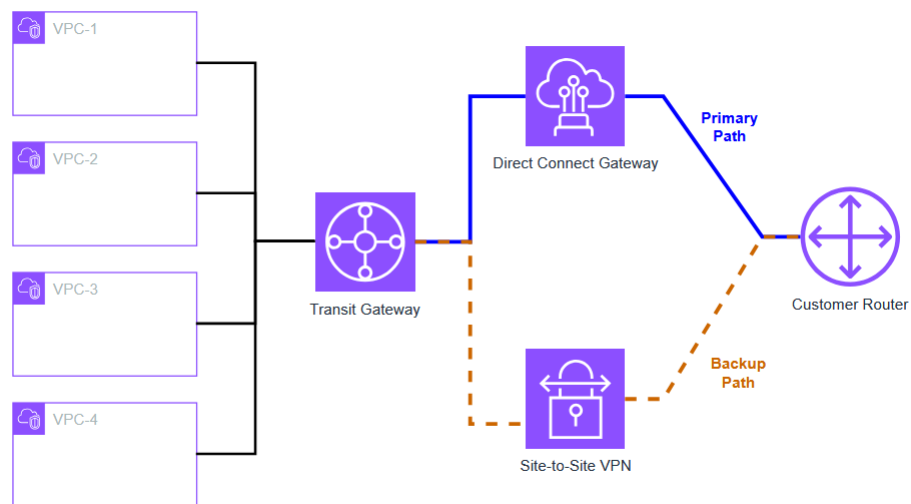 VPC-1
VPC-2
VPC-3
VPC-4
Transit Gateway
Direct Connect Gateway
Primary
Path
Site-to-Site VPN
Backup
Path
Customer Router